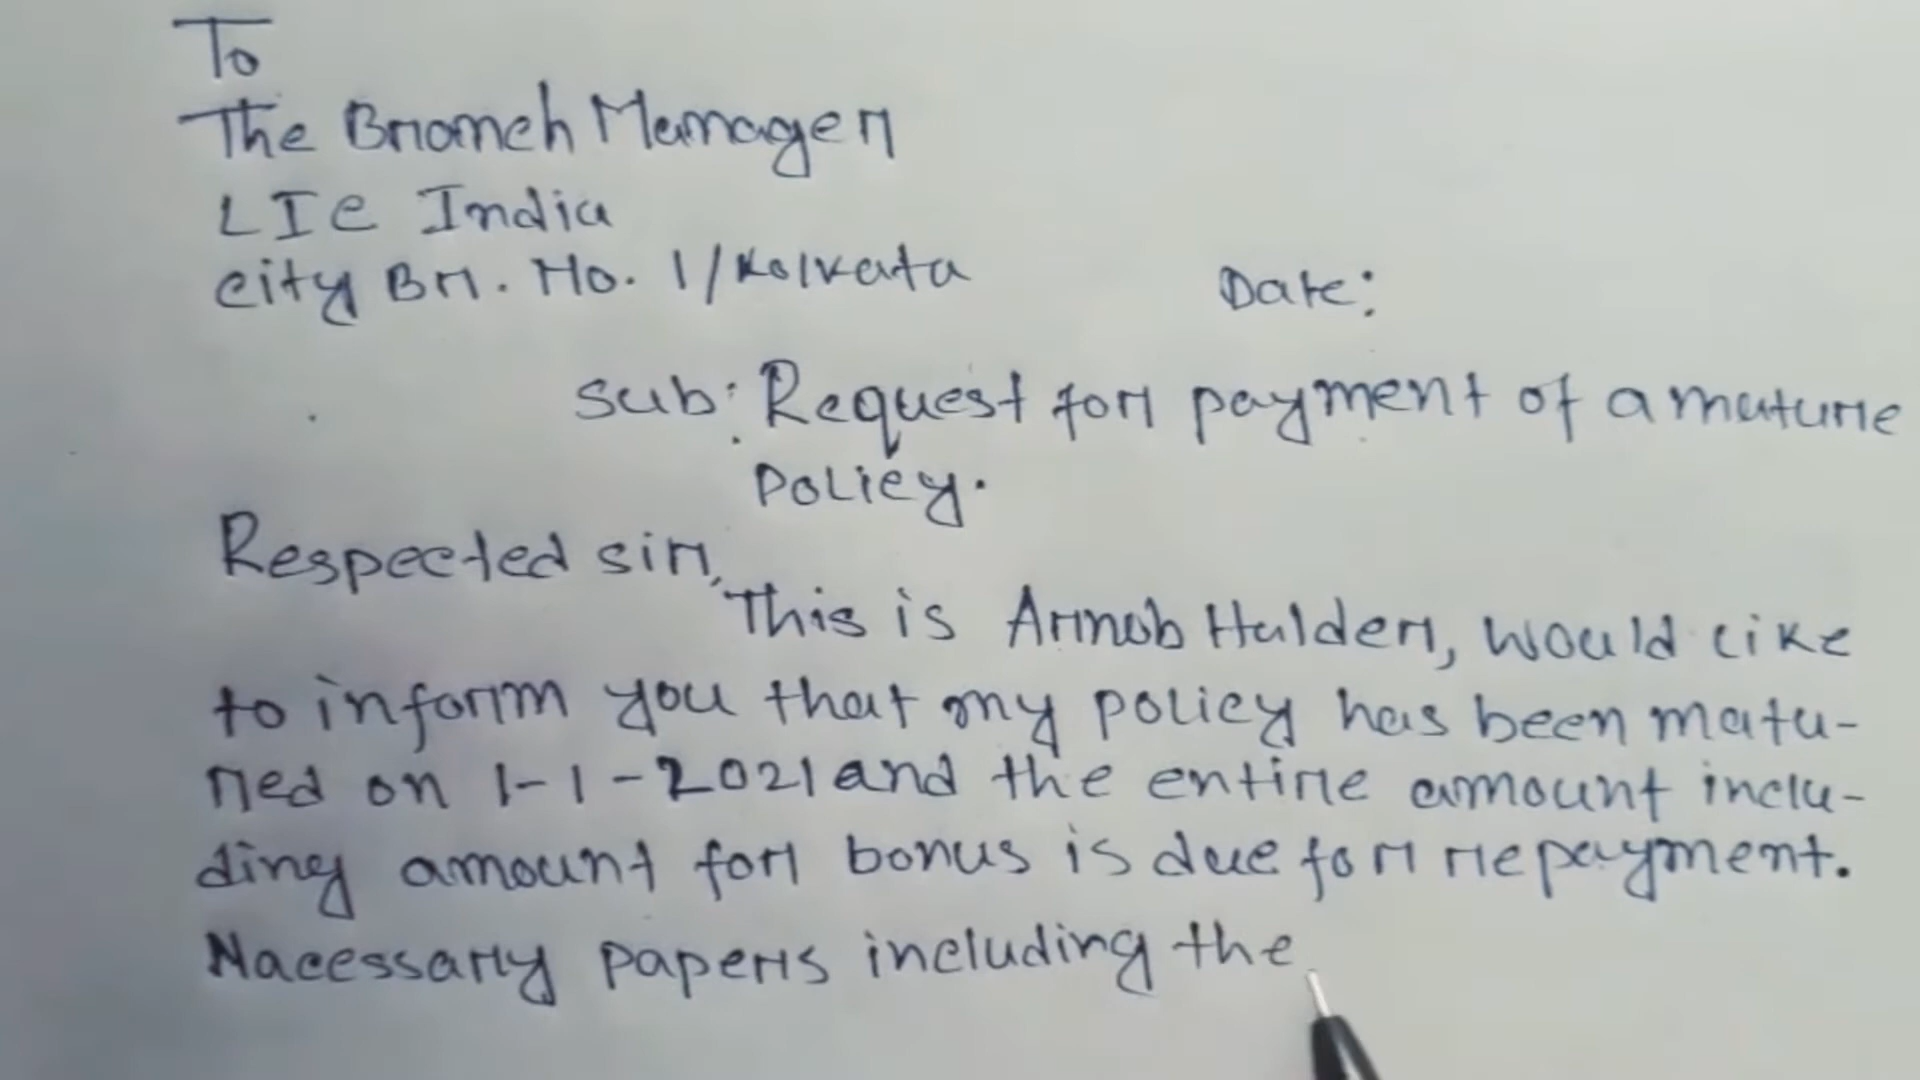 To
The Branch Manager
LIC India
City Br. No. 1/Kolkata
Date:
Sub: Request for payment of a mature
Policy.
Respected sir,
This is Arnab Halder, would like
to inform you that my policy has been matu-
red on 1-1-2021 and the entire amount inclu-
ding amount for bonus is due for repayment.
Nacessary papers including the